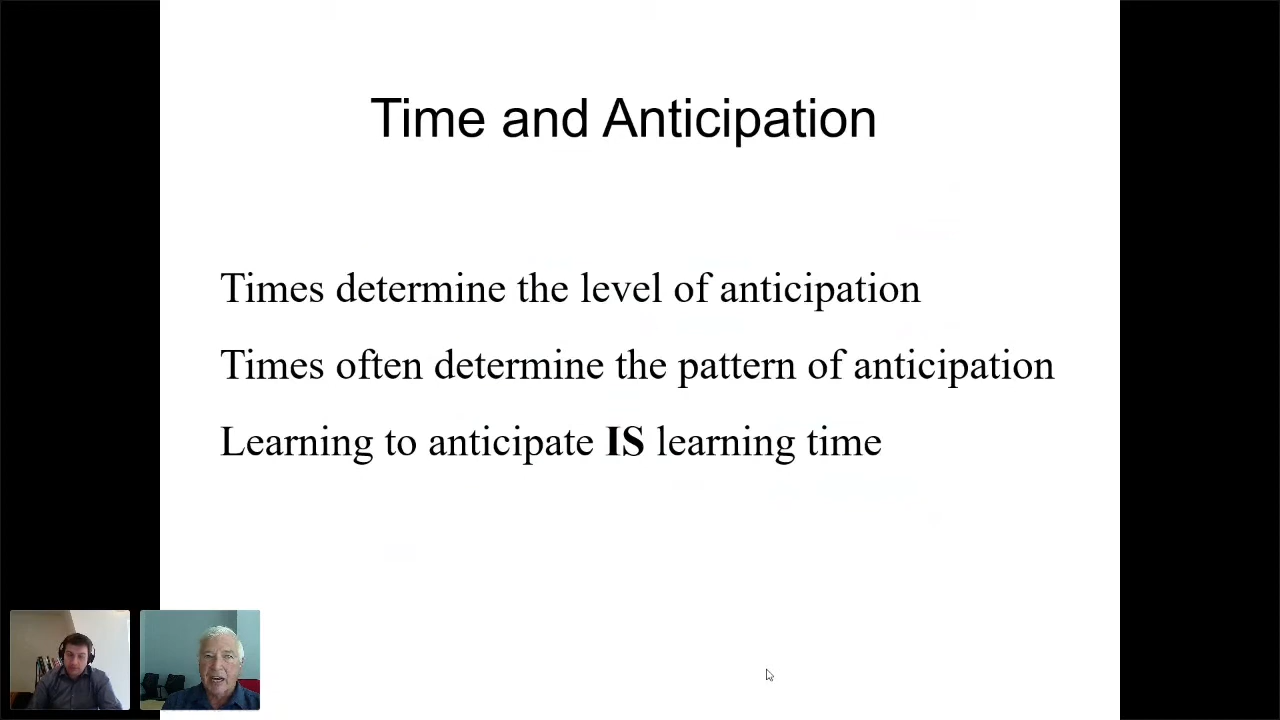 Time and Anticipation
Times determine the level of anticipation
Times often determine the pattern of anticipation
Learning to anticipate IS learning time